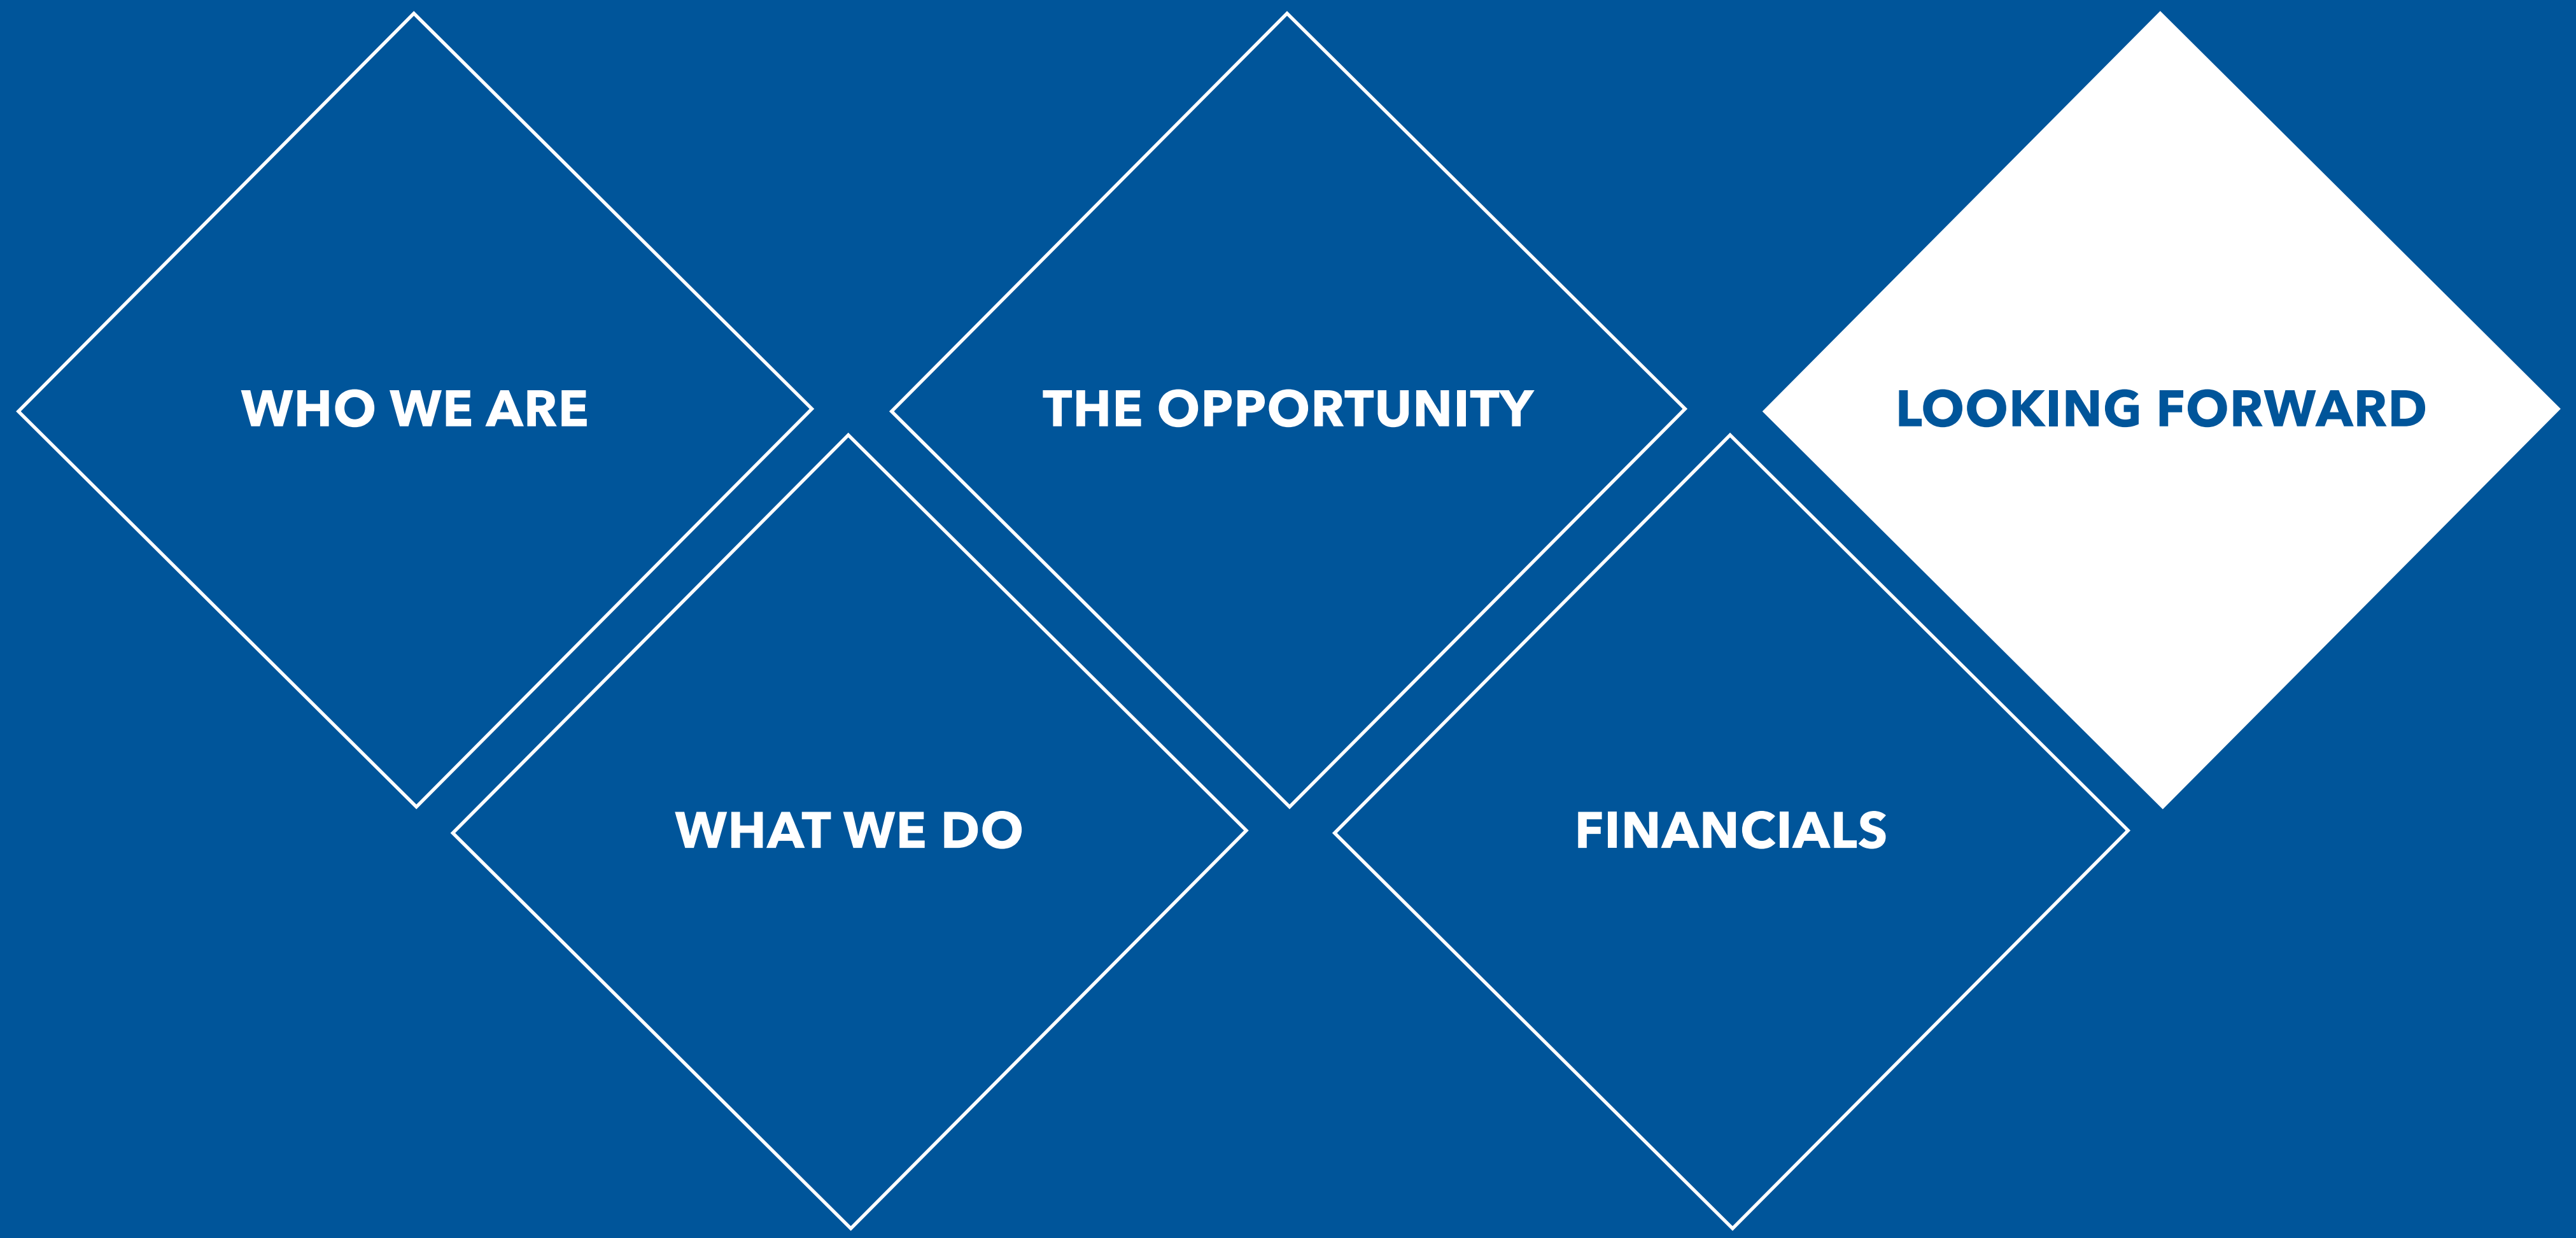 WHO WE ARE
THE OPPORTUNITY
LOOKING FORWARD
WHAT WE DO
FINANCIALS